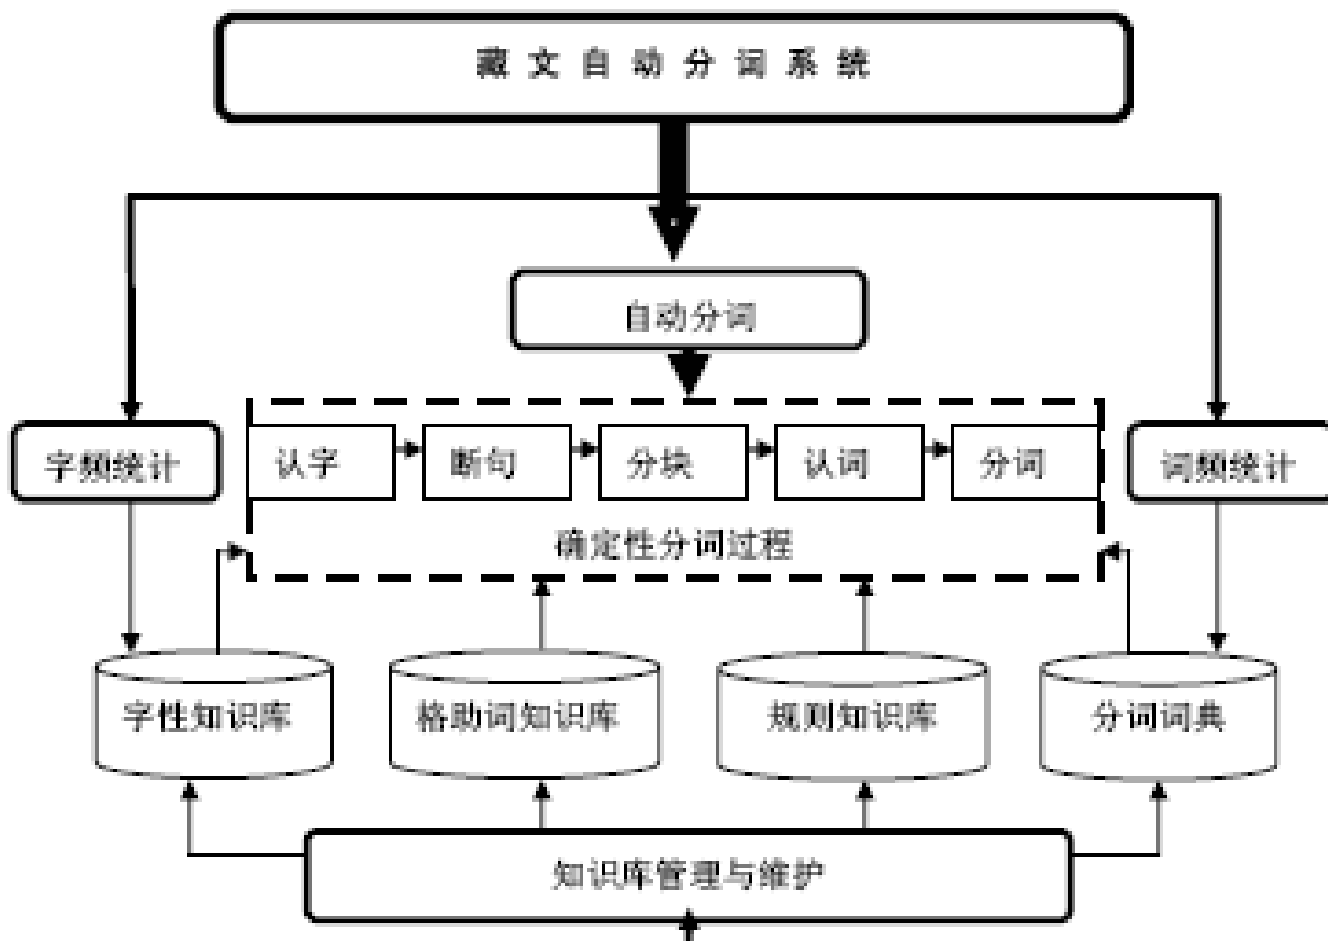 藏文自动分词系统
自动分词
字频统计
认字
断句
分块
认词
分词
词频统计
确定性分词过程
字性知识库
格助词知识库
规则知识库
分词词典
知识库管理与维护